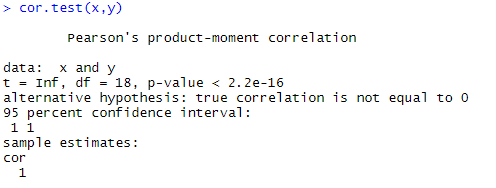 > cor.test(x,y)
Pearson's product-moment correlation
data: x and y
t = Inf, df = 18, p-value < 2.2e-16
alternative hypothesis: true correlation is not equal to 0
95 percent confidence interval:
1 1
sample estimates:
cor
1